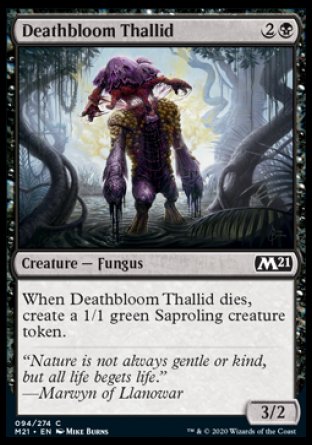 Deathbloom Thallid 2
Creature — Fungus
M21
When Deathbloom Thallid dies,
create a 1/1 green Saproling creature
token.
“Nature is not always gentle or kind,
but all life begets life.”
—Marwyn of Llanowar
3/2
094/274 C
M21 • EN MIKE BURNS
™ & © 2020 Wizards of the Coast